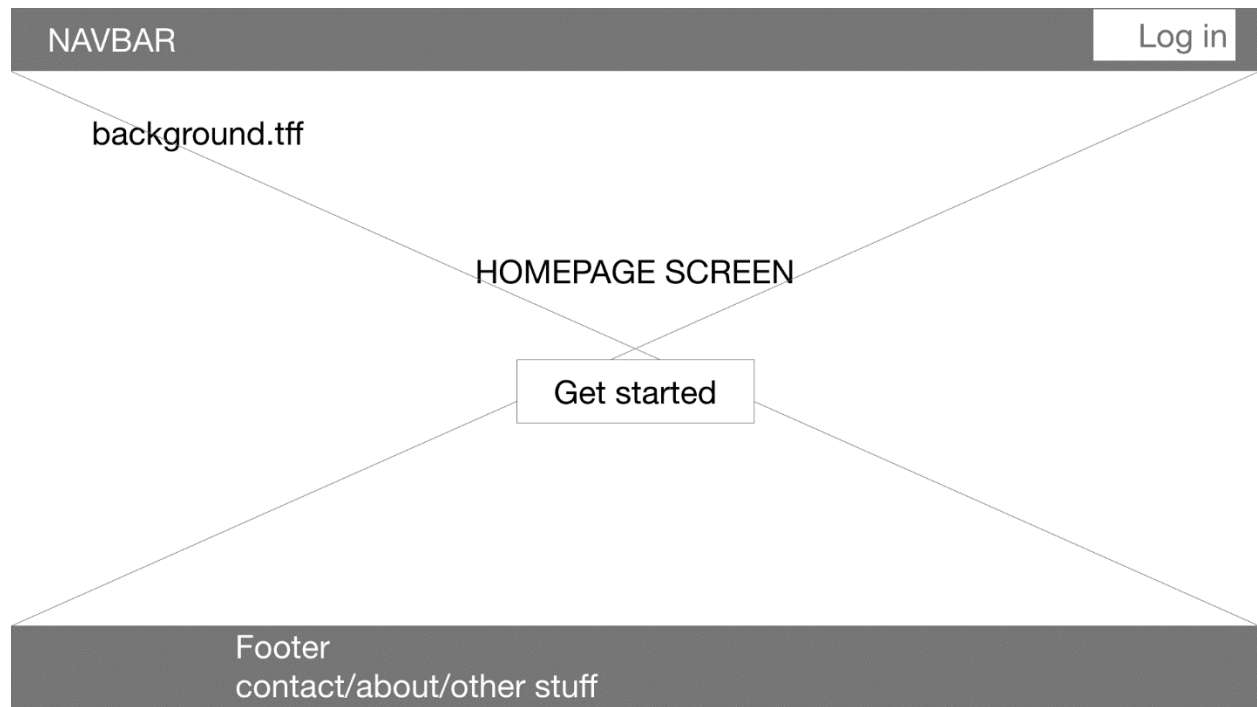 NAVBAR
Log in
background.tff
HOMEPAGE SCREEN
Get started
Footer
contact/about/other stuff